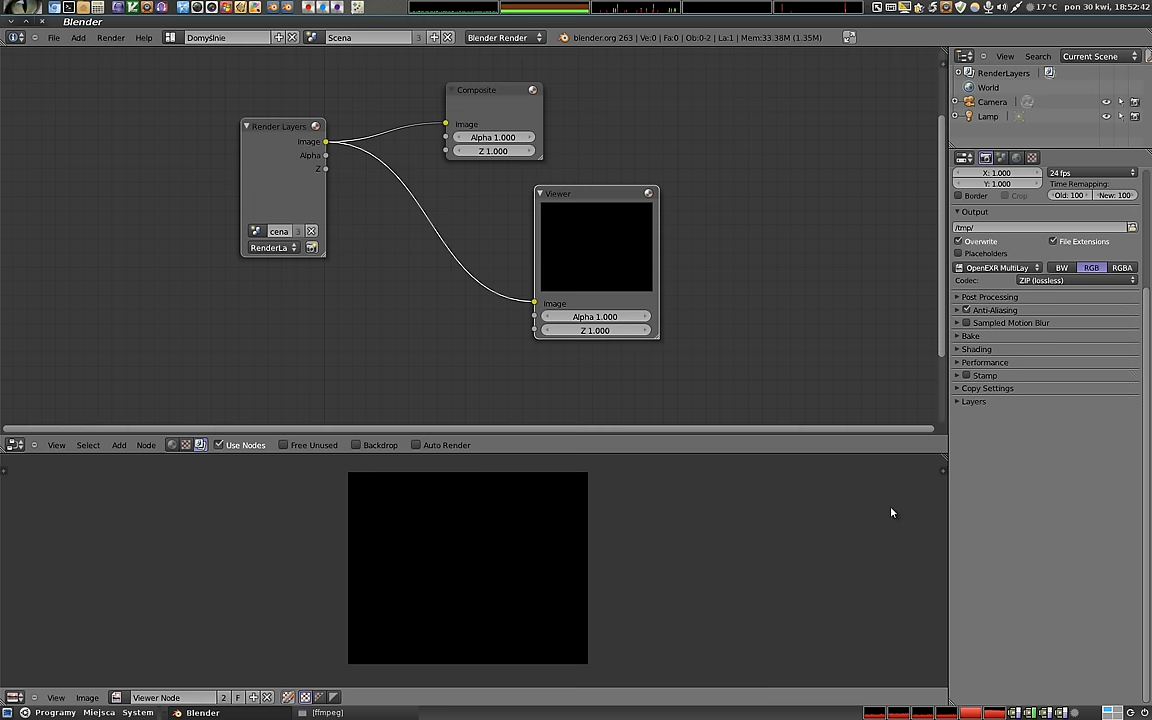 17 °C pon 30 kwi, 18:52:42
Blender
File Add Render Help Domyślnie Scena 3 Blender Render blender.org 263 | Ve:0 | Fa:0 | Ob:0-2 | La:1 | Mem:33.38M (1.35M)
View Search Current Scene
RenderLayers
World
Camera
Lamp
Composite
Image
Alpha 1.000
Z 1.000
Render Layers
Image
Alpha
Z
cena 3
RenderLa
Viewer
Image
Alpha 1.000
Z 1.000
X: 1.000 24 fps
Y: 1.000 Time Remapping:
Border Crop Old: 100 New: 100
Output
/tmp/
Overwrite File Extensions
Placeholders
OpenEXR MultiLay BW RGB RGBA
Codec: ZIP (lossless)
Post Processing
Anti-Aliasing
Sampled Motion Blur
Bake
Shading
Performance
Stamp
Copy Settings
Layers
View Select Add Node Use Nodes Free Unused Backdrop Auto Render
View Image Viewer Node 2 F
Programy Miejsca System Blender [ffmpeg]